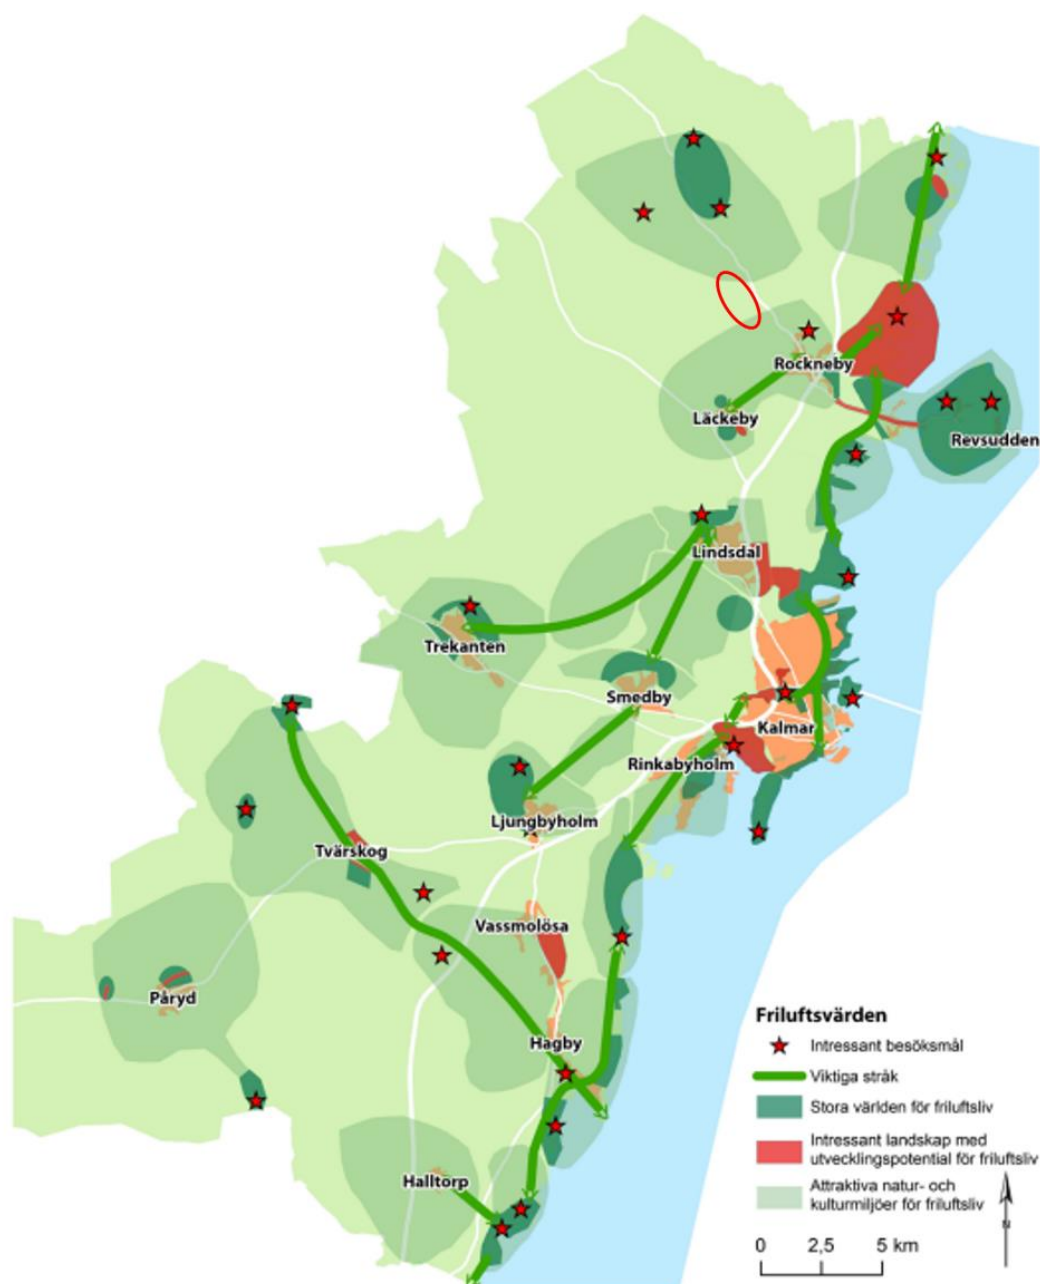 Rockneby
Läckeby
Revsudden
Lindsdal
Trekanten
Smedby
Kalmar
Rinkabyholm
Ljungbyholm
Tvärskog
Vassmolösa
Påryd
Hagby
Halltorp
Friluftsvärden
Intressant besöksmål
Viktiga stråk
Stora världen för friluftsliv
Intressant landskap med
utvecklingspotential för friluftsliv
Attraktiva natur- och
kulturmiljöer för friluftsliv
N
0 2,5 5 km